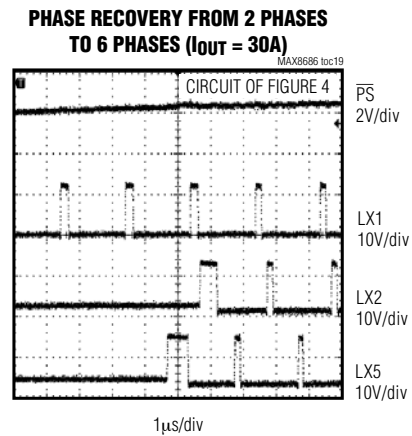 PHASE RECOVERY FROM 2 PHASES
TO 6 PHASES (IOUT = 30A)
MAX8686 toc19
CIRCUIT OF FIGURE 4
PS
2V/div
LX1
10V/div
LX2
10V/div
LX5
10V/div
1μs/div